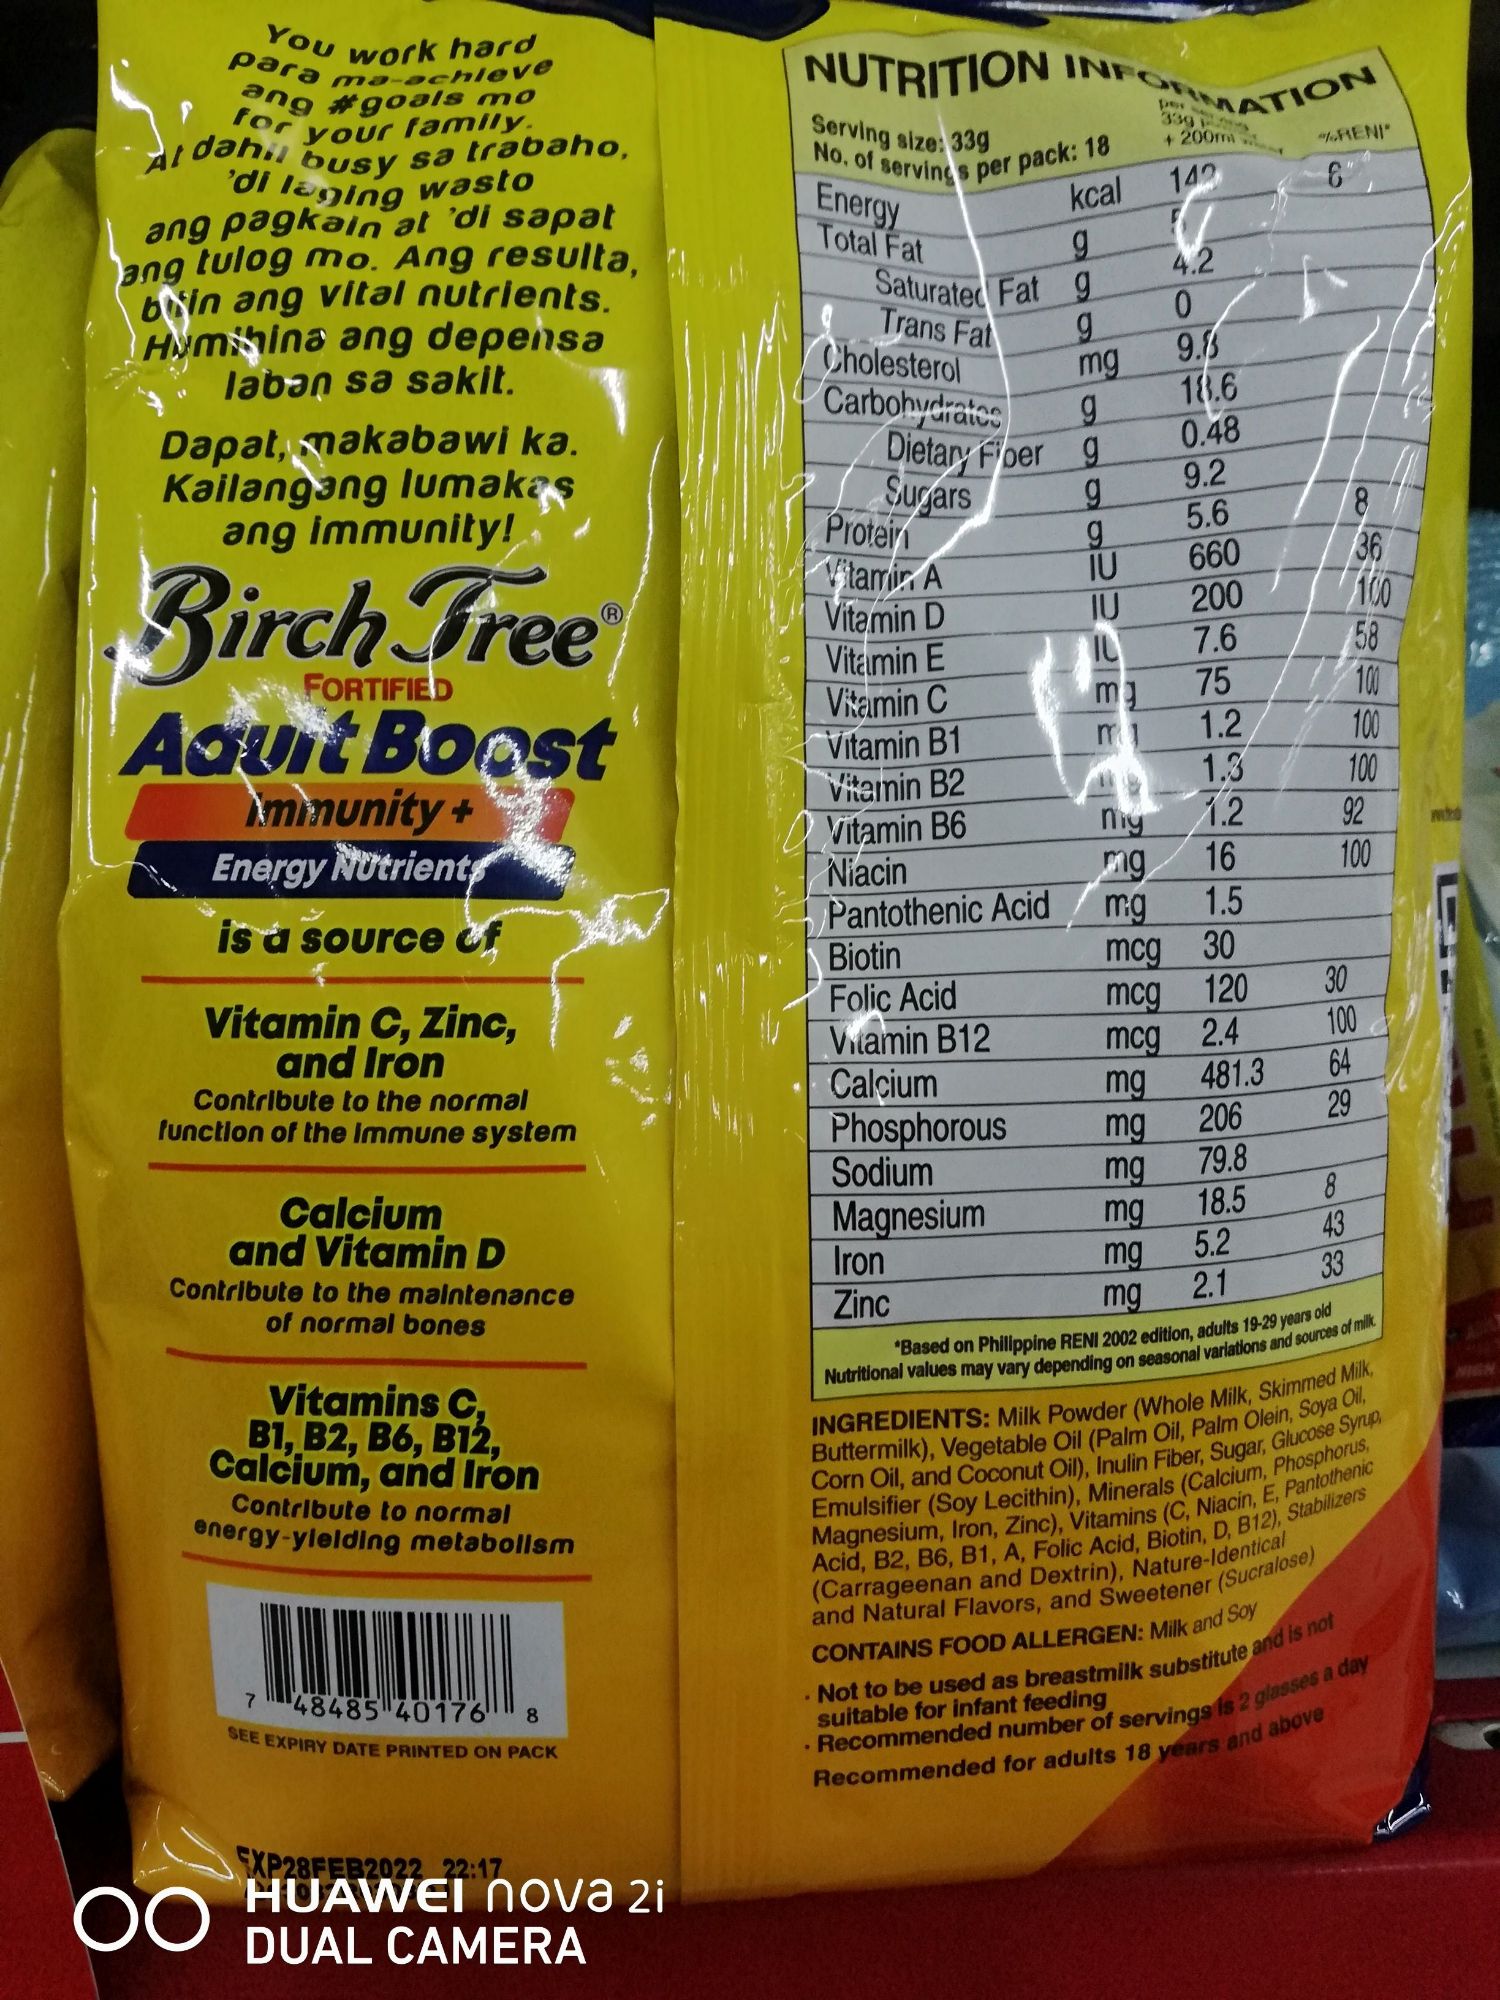 You work hard
para ma-achieve
ang #goals mo
for your family.
At dahil busy sa trabaho,
'di laging wasto
ang pagkain at 'di sapat
ang tulog mo. Ang resulta,
bitin ang vital nutrients.
Humihina ang depensa
laban sa sakit.
Dapat, makabawi ka.
Kailangang lumakas
ang immunity!
Birch Tree®
FORTIFIED
Adult Boost
Immunity +
Energy Nutrients
is a source of
Vitamin C, Zinc,
and Iron
Contribute to the normal
function of the immune system
Calcium
and Vitamin D
Contribute to the maintenance
of normal bones
Vitamins C,
B1, B2, B6, B12,
Calcium, and Iron
Contribute to normal
energy-yielding metabolism
7 48485 40176 8
SEE EXPIRY DATE PRINTED ON PACK
EXP28FEB2022 22:17
NUTRITION INFORMATION
Serving size: 33g
No. of servings per pack: 18
per
33g
+ 200ml
%RENI*
Energy kcal 142 6
Total Fat g 5
Saturated Fat g 4.2
Trans Fat g 0
Cholesterol mg 9.8
Carbohydrates g 18.6
Dietary Fiber g 0.48
Sugars g 9.2
Protein g 5.6 8
Vitamin A IU 660 36
Vitamin D IU 200 100
Vitamin E IU 7.6 58
Vitamin C mg 75 100
Vitamin B1 mg 1.2 100
Vitamin B2 mg 1.3 100
Vitamin B6 mg 1.2 92
Niacin mg 16 100
Pantothenic Acid mg 1.5
Biotin mcg 30
Folic Acid mcg 120 30
Vitamin B12 mcg 2.4 100
Calcium mg 481.3 64
Phosphorous mg 206 29
Sodium mg 79.8
Magnesium mg 18.5 8
Iron mg 5.2 43
Zinc mg 2.1 33
*Based on Philippine RENI 2002 edition, adults 19-29 years old
Nutritional values may vary depending on seasonal variations and sources of milk.
INGREDIENTS: Milk Powder (Whole Milk, Skimmed Milk,
Buttermilk), Vegetable Oil (Palm Oil, Palm Olein, Soya Oil,
Corn Oil, and Coconut Oil), Inulin Fiber, Sugar, Glucose Syrup,
Emulsifier (Soy Lecithin), Minerals (Calcium, Phosphorus,
Magnesium, Iron, Zinc), Vitamins (C, Niacin, E, Pantothenic
Acid, B2, B6, B1, A, Folic Acid, Biotin, D, B12), Stabilizers
(Carrageenan and Dextrin), Nature-Identical
and Natural Flavors, and Sweetener (Sucralose)
CONTAINS FOOD ALLERGEN: Milk and Soy
· Not to be used as breastmilk substitute and is not
suitable for infant feeding
· Recommended number of servings is 2 glasses a day
Recommended for adults 18 years and above
HUAWEI nova 2i
DUAL CAMERA